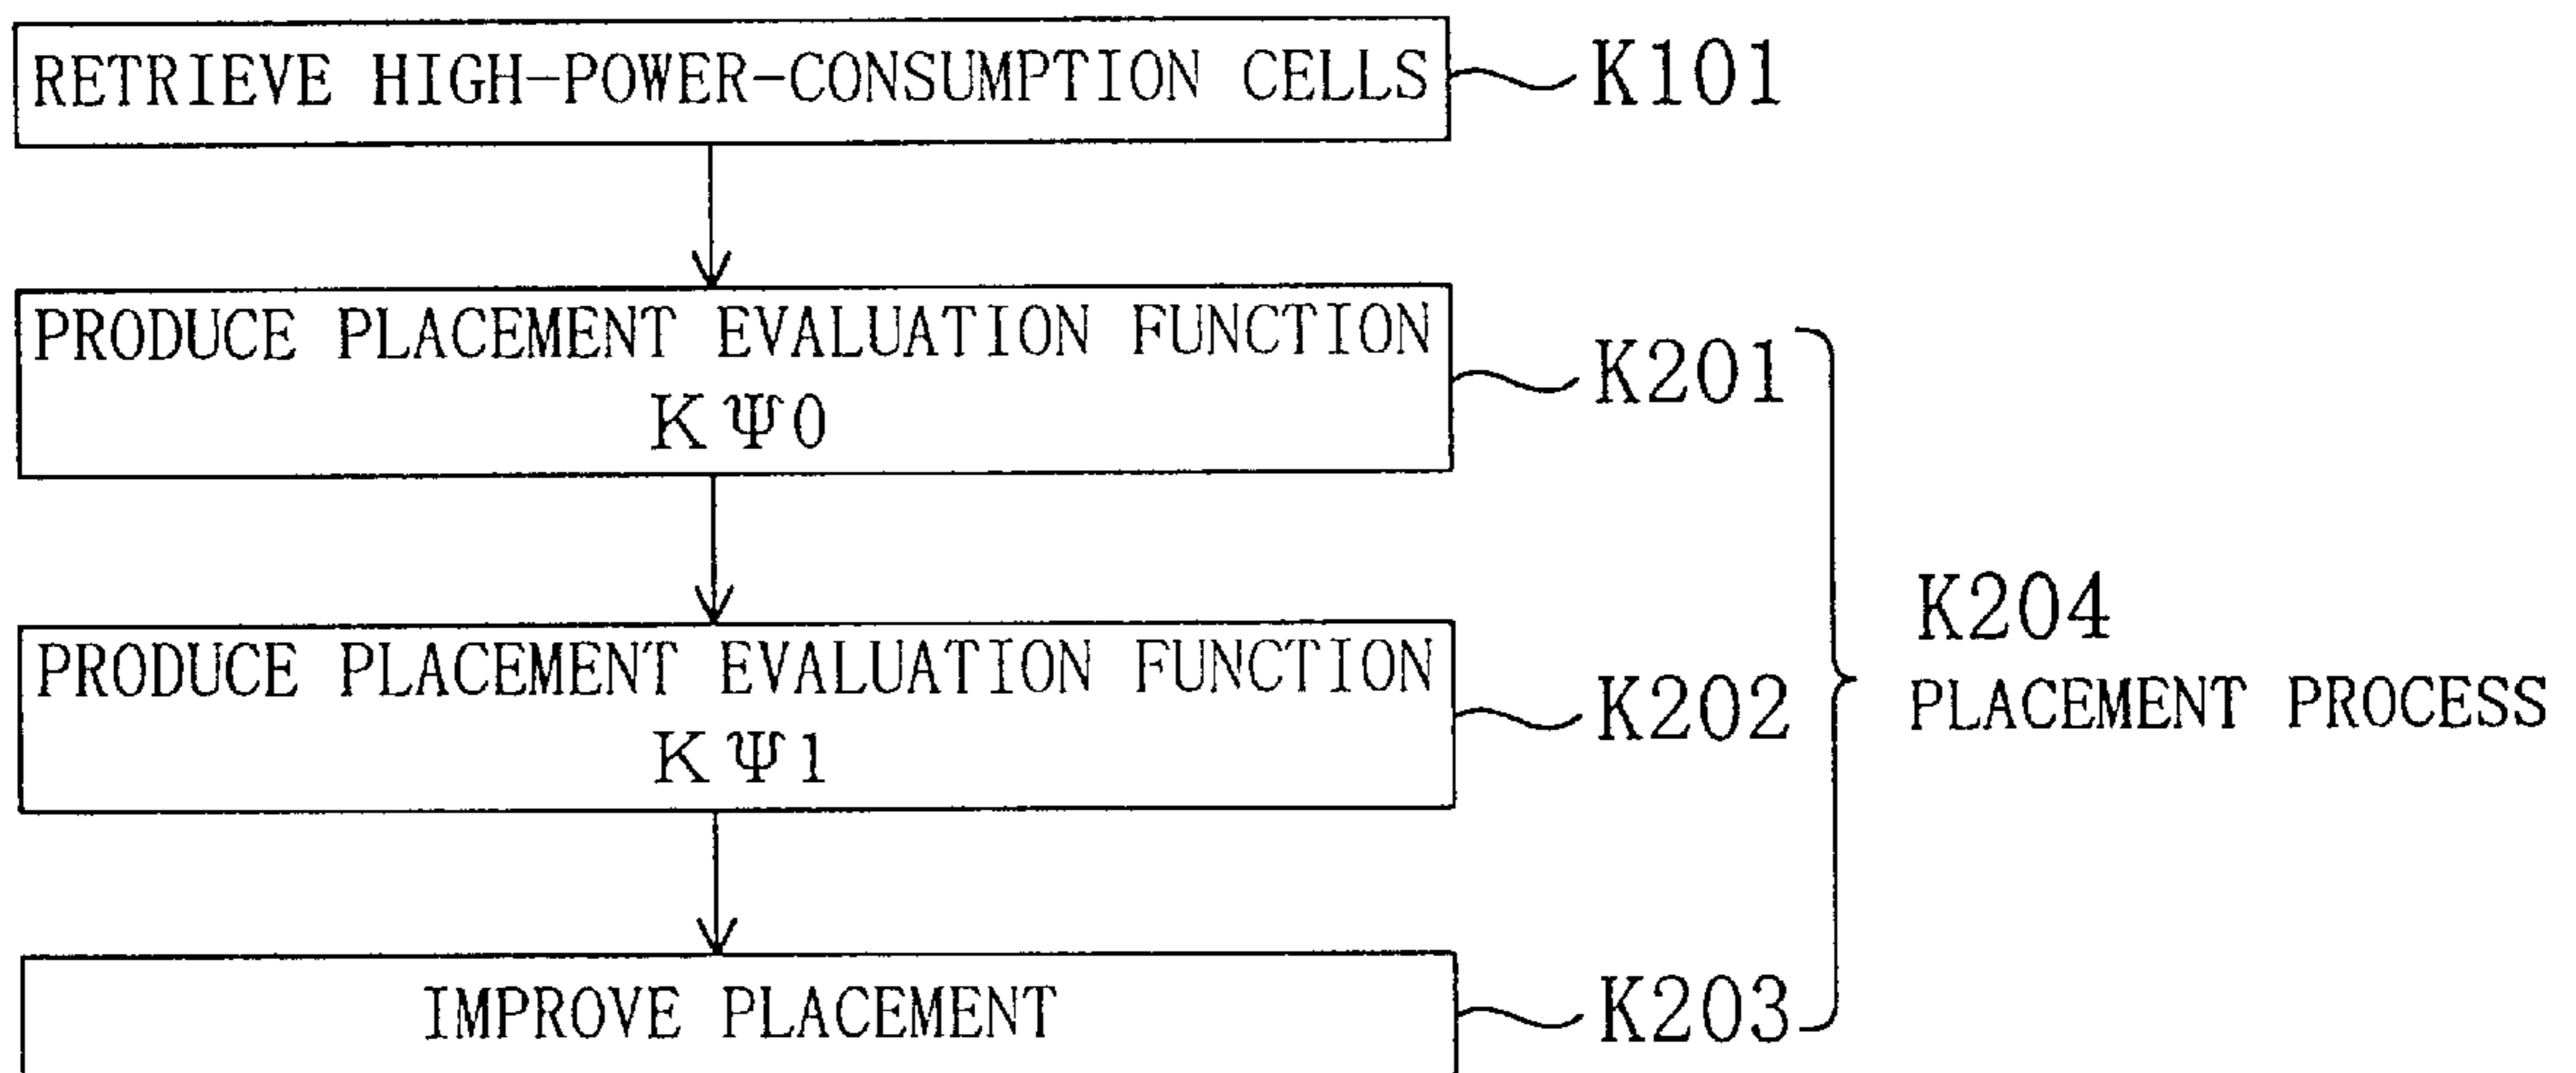 RETRIEVE HIGH-POWER-CONSUMPTION CELLS
K101
PRODUCE PLACEMENT EVALUATION FUNCTION
KΨ0
K201
PRODUCE PLACEMENT EVALUATION FUNCTION
KΨ1
K202
K204
PLACEMENT PROCESS
IMPROVE PLACEMENT
K203